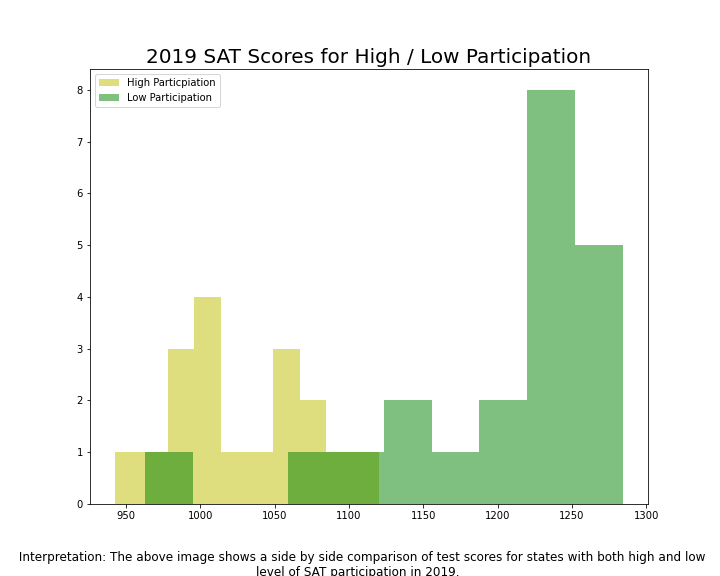 2019 SAT Scores for High / Low Participation
High Particpiation
Low Participation
8
7
6
5
4
3
2
1
0
950 1000 1050 1100 1150 1200 1250 1300
Interpretation: The above image shows a side by side comparison of test scores for states with both high and low
level of SAT participation in 2019.